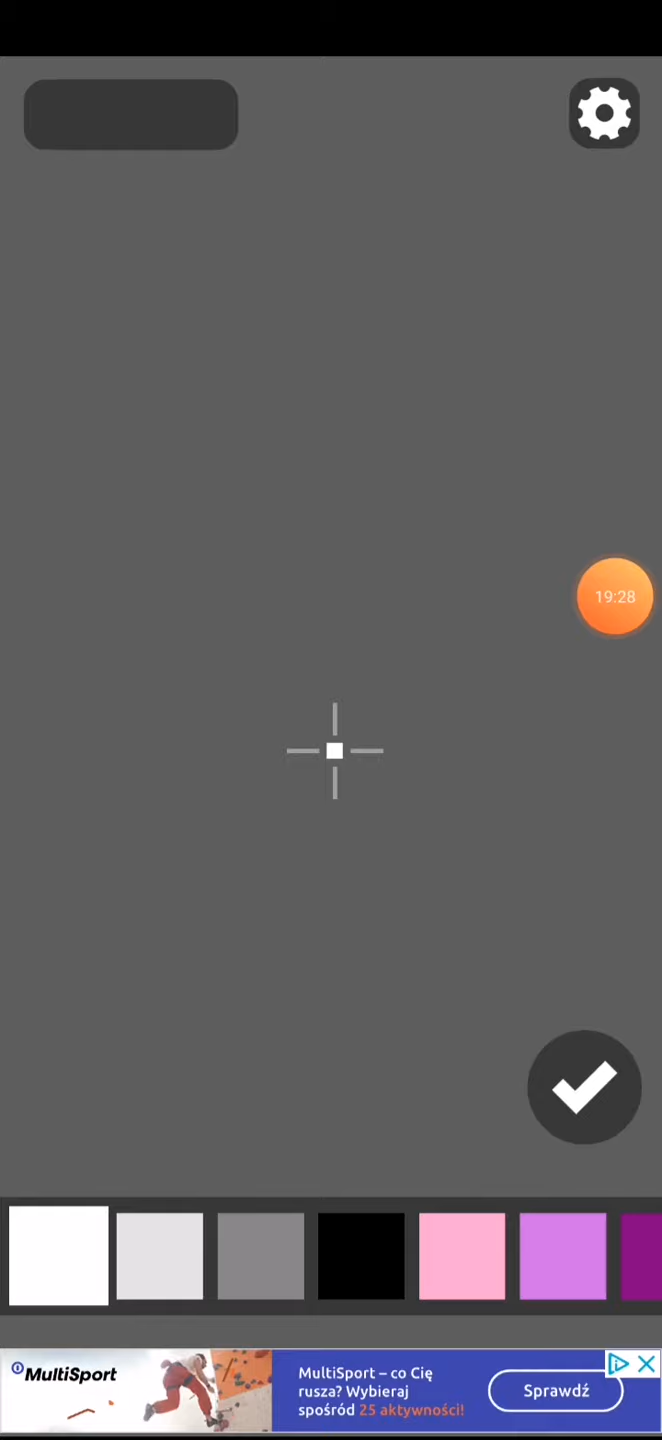 19:28
MultiSport
MultiSport – co Cię
rusza? Wybieraj
spośród 25 aktywności!
Sprawdź